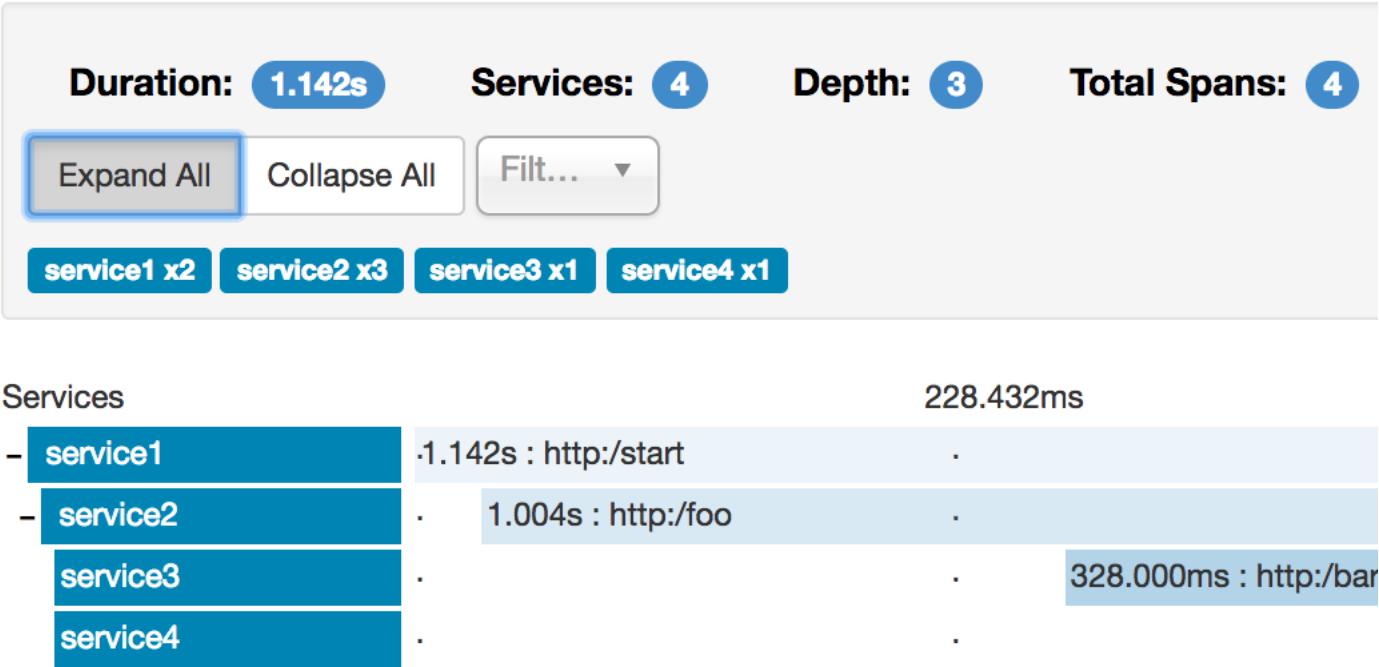 Duration: 1.142s Services: 4 Depth: 3 Total Spans: 4
Expand All Collapse All Filt... ▼
service1 x2 service2 x3 service3 x1 service4 x1
Services 228.432ms
- service1 ·1.142s : http:/start ·
- service2 · 1.004s : http:/foo ·
service3 · · 328.000ms : http:/bar
service4 · ·